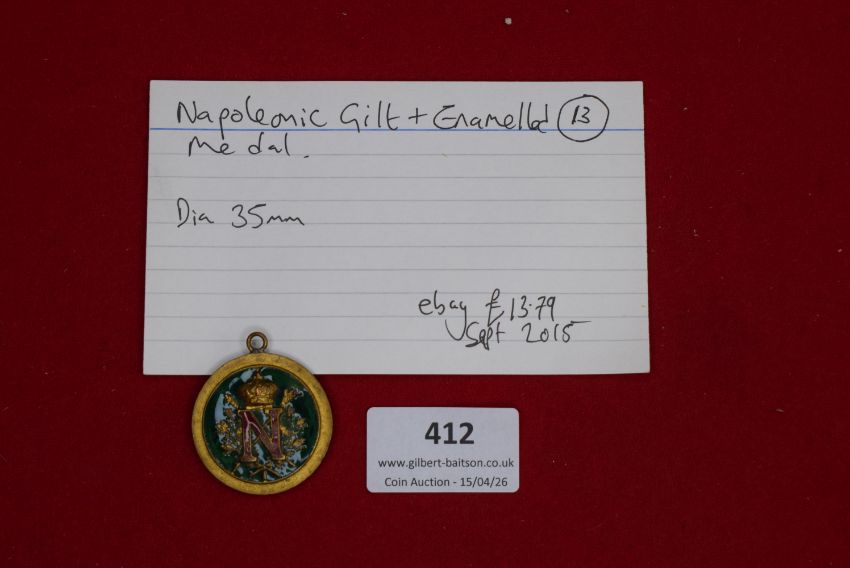 Napoleonic Gilt + Enamelled 13
Medal.
Dia 35mm
ebay £13.79
Sept 2015
N
412
www.gilbert-baitson.co.uk
Coin Auction - 15/04/26